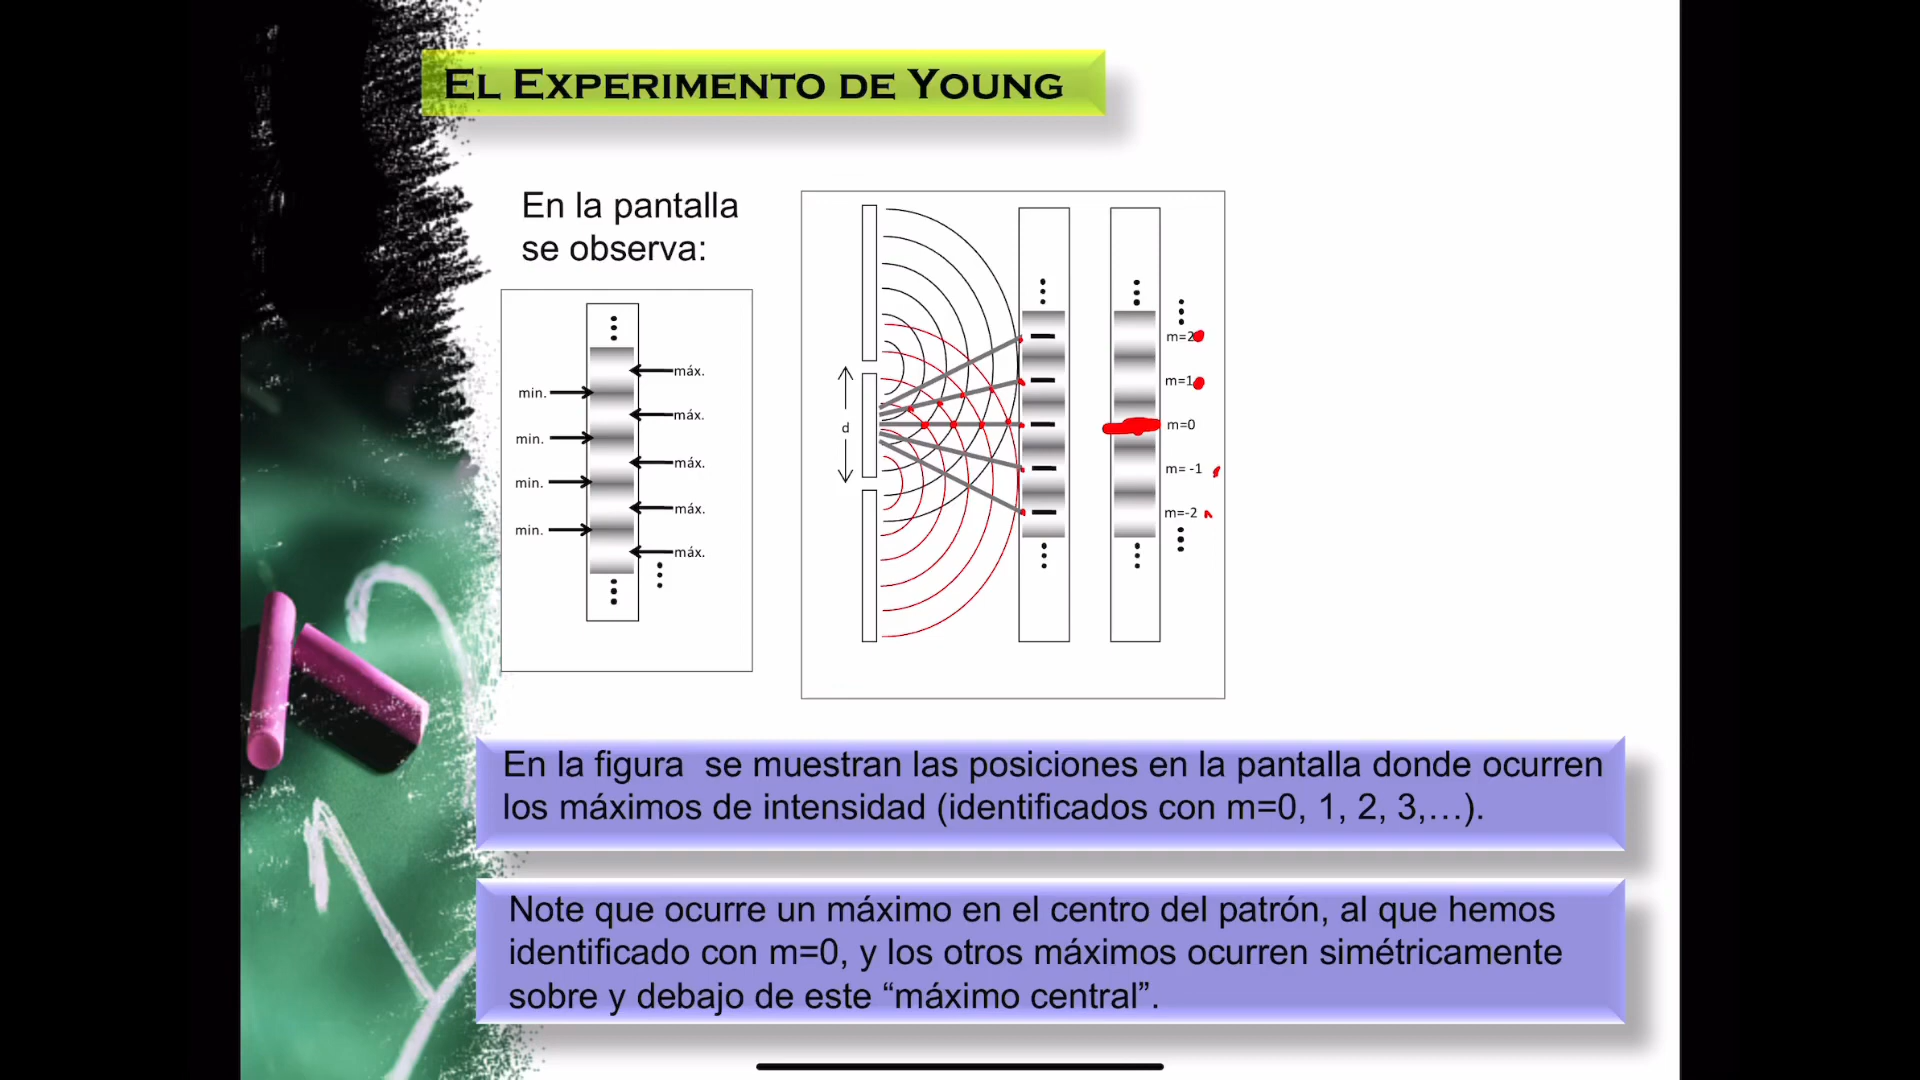 EL EXPERIMENTO DE YOUNG
En la pantalla
se observa:
máx.
min.
máx.
min.
máx.
min.
máx.
min.
máx.
d
m=2
m=1
m=0
m= -1
m=-2
En la figura  se muestran las posiciones en la pantalla donde ocurren
los máximos de intensidad (identificados con m=0, 1, 2, 3,…).
Note que ocurre un máximo en el centro del patrón, al que hemos
identificado con m=0, y los otros máximos ocurren simétricamente
sobre y debajo de este “máximo central”.